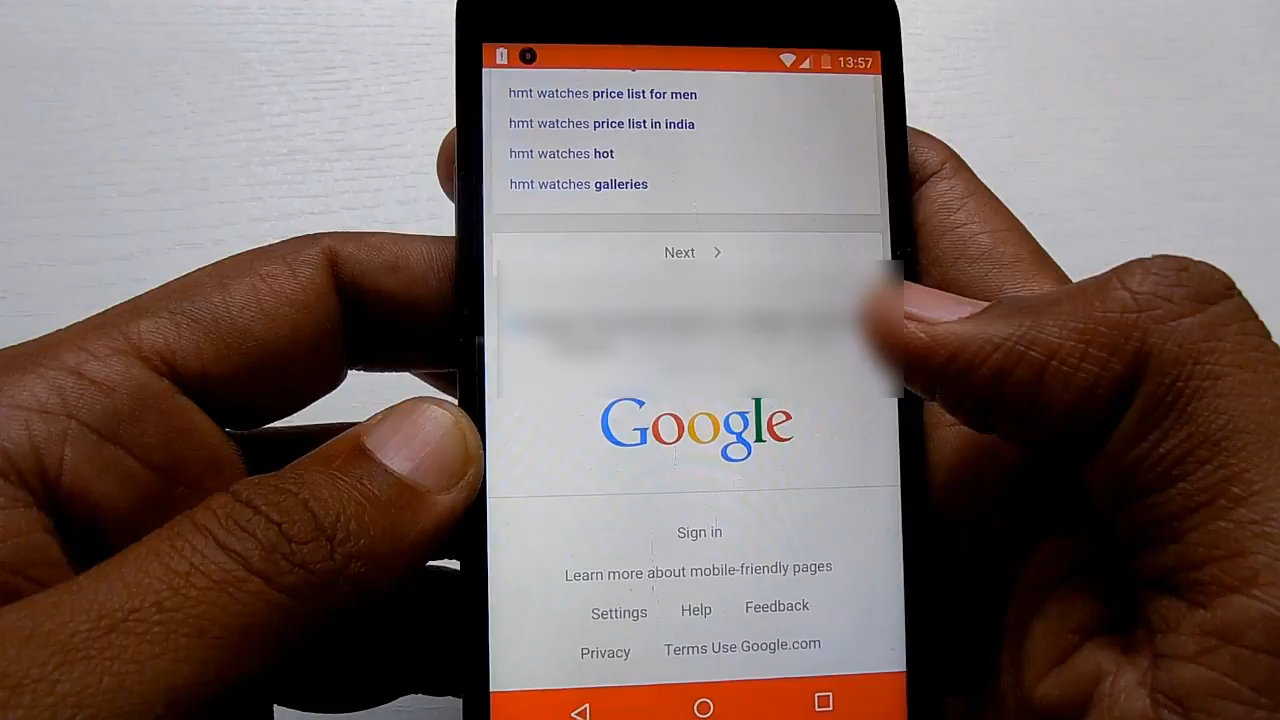 13:57
hmt watches price list for men
hmt watches price list in india
hmt watches hot
hmt watches galleries
Next
Google
Sign in
Learn more about mobile-friendly pages
Settings Help Feedback
Privacy Terms Use Google.com